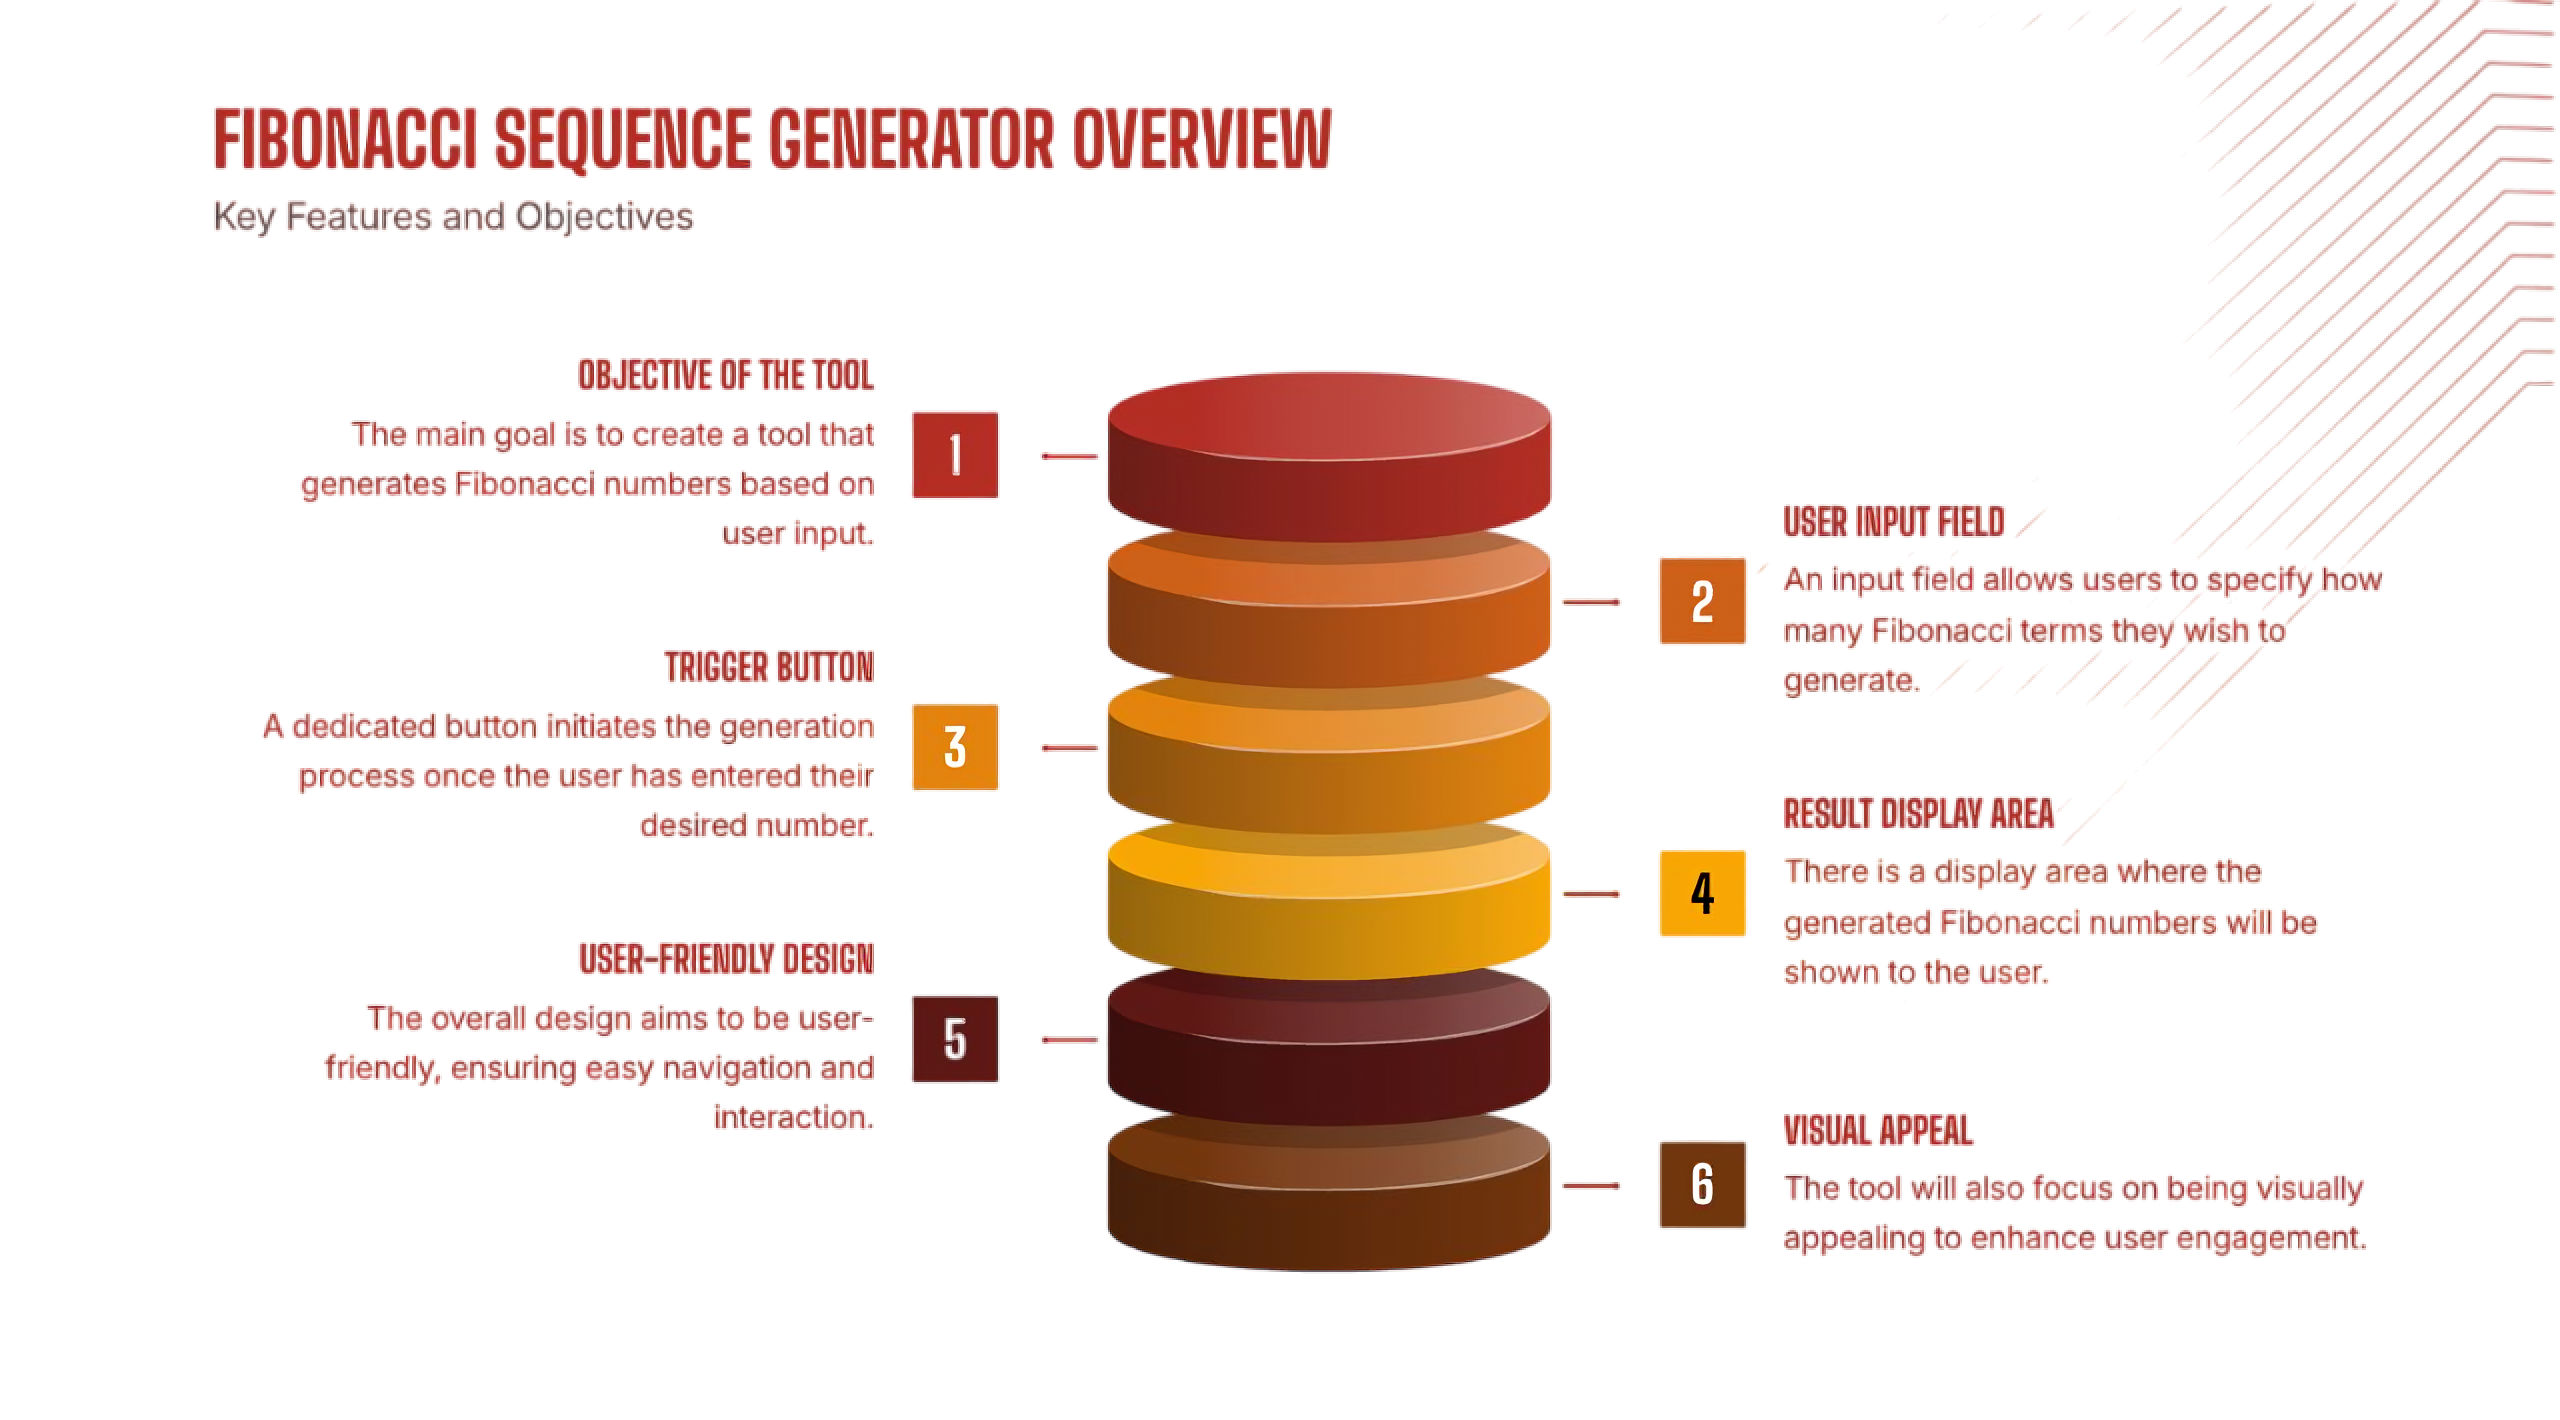 FIBONACCI SEQUENCE GENERATOR OVERVIEW
Key Features and Objectives
OBJECTIVE OF THE TOOL
The main goal is to create a tool that
generates Fibonacci numbers based on
user input.
1
USER INPUT FIELD
An input field allows users to specify how
many Fibonacci terms they wish to
generate.
2
TRIGGER BUTTON
A dedicated button initiates the generation
process once the user has entered their
desired number.
3
RESULT DISPLAY AREA
There is a display area where the
generated Fibonacci numbers will be
shown to the user.
4
USER-FRIENDLY DESIGN
The overall design aims to be user-
friendly, ensuring easy navigation and
interaction.
5
VISUAL APPEAL
The tool will also focus on being visually
appealing to enhance user engagement.
6